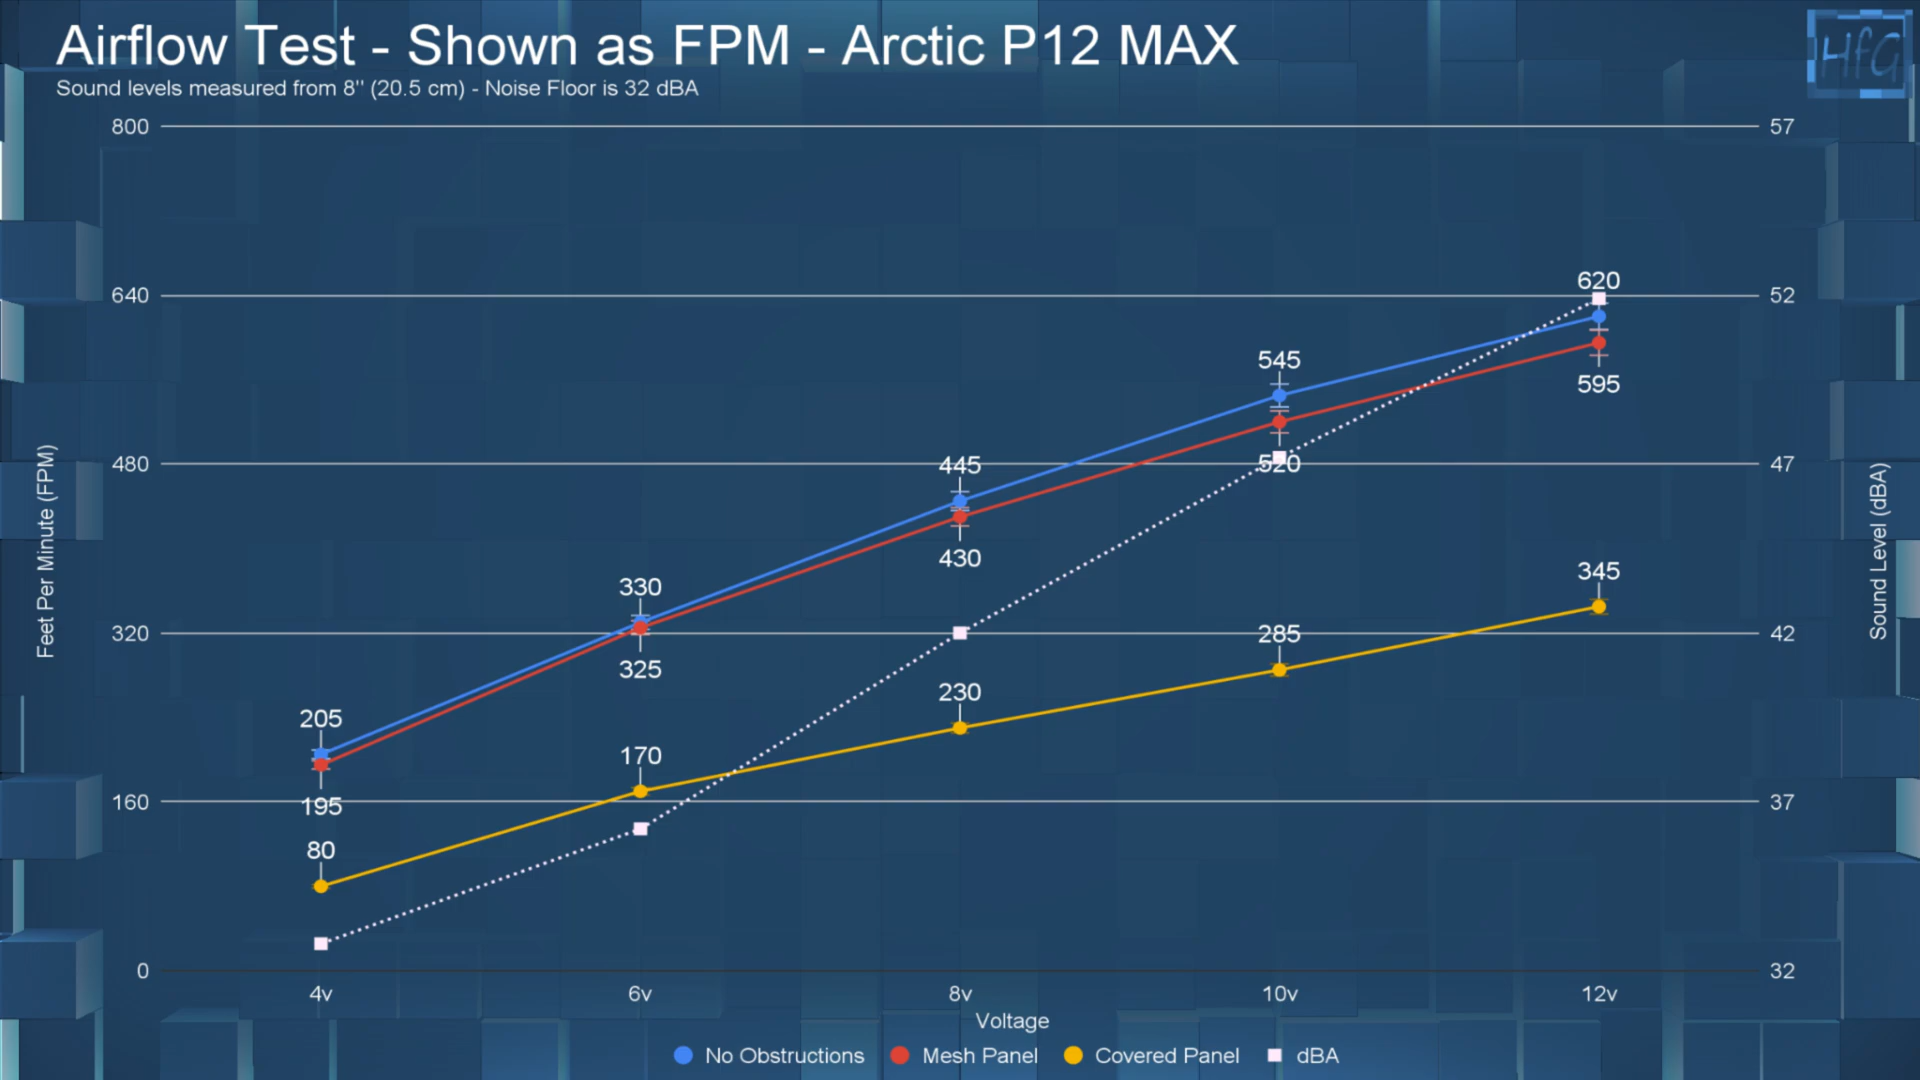 Airflow Test - Shown as FPM - Arctic P12 MAX
Sound levels measured from 8" (20.5 cm) - Noise Floor is 32 dBA
HfG
800
57
620
640
52
545
595
445
480
520
47
430
345
330
320
285
42
325
230
205
170
160
195
37
80
0
32
4v
6v
8v
10v
12v
Feet Per Minute (FPM)
Sound Level (dBA)
Voltage
No Obstructions
Mesh Panel
Covered Panel
dBA